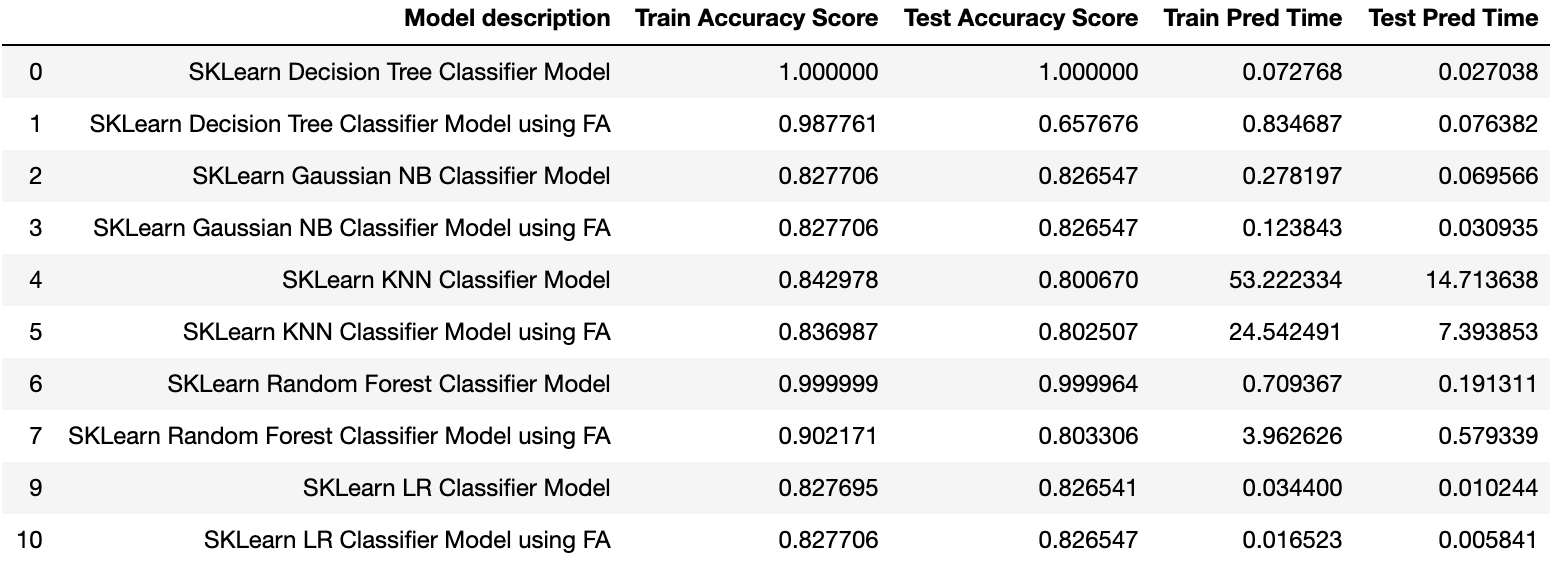 Model description Train Accuracy Score Test Accuracy Score Train Pred Time Test Pred Time
0 SKLearn Decision Tree Classifier Model 1.000000 1.000000 0.072768 0.027038
1 SKLearn Decision Tree Classifier Model using FA 0.987761 0.657676 0.834687 0.076382
2 SKLearn Gaussian NB Classifier Model 0.827706 0.826547 0.278197 0.069566
3 SKLearn Gaussian NB Classifier Model using FA 0.827706 0.826547 0.123843 0.030935
4 SKLearn KNN Classifier Model 0.842978 0.800670 53.222334 14.713638
5 SKLearn KNN Classifier Model using FA 0.836987 0.802507 24.542491 7.393853
6 SKLearn Random Forest Classifier Model 0.999999 0.999964 0.709367 0.191311
7 SKLearn Random Forest Classifier Model using FA 0.902171 0.803306 3.962626 0.579339
9 SKLearn LR Classifier Model 0.827695 0.826541 0.034400 0.010244
10 SKLearn LR Classifier Model using FA 0.827706 0.826547 0.016523 0.005841